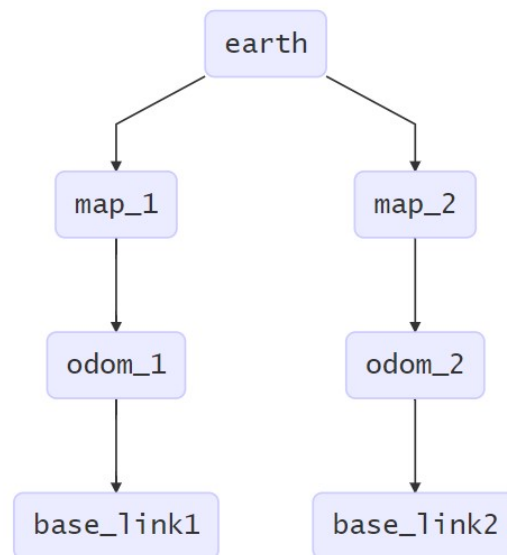 earth
map_1
map_2
odom_1
odom_2
base_link1
base_link2